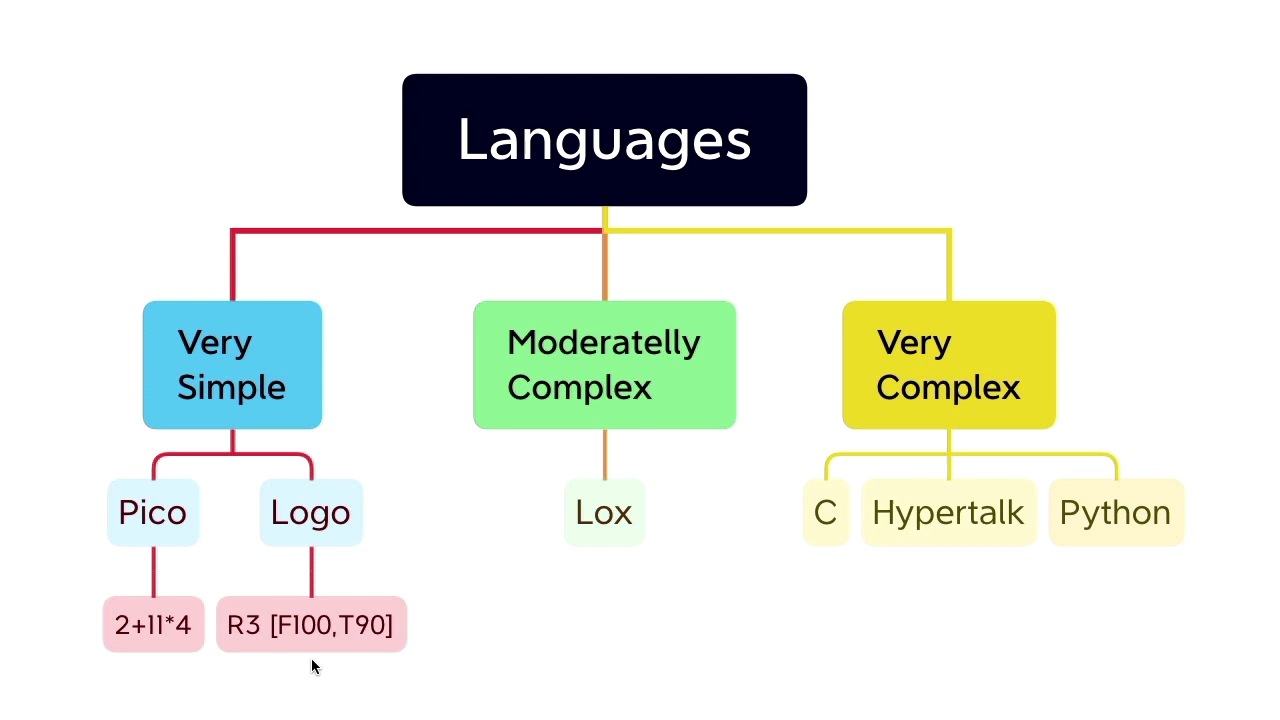 Languages
Very
Simple
Moderatelly
Complex
Very
Complex
Pico
Logo
Lox
C
Hypertalk
Python
2+11*4
R3 [F100,T90]